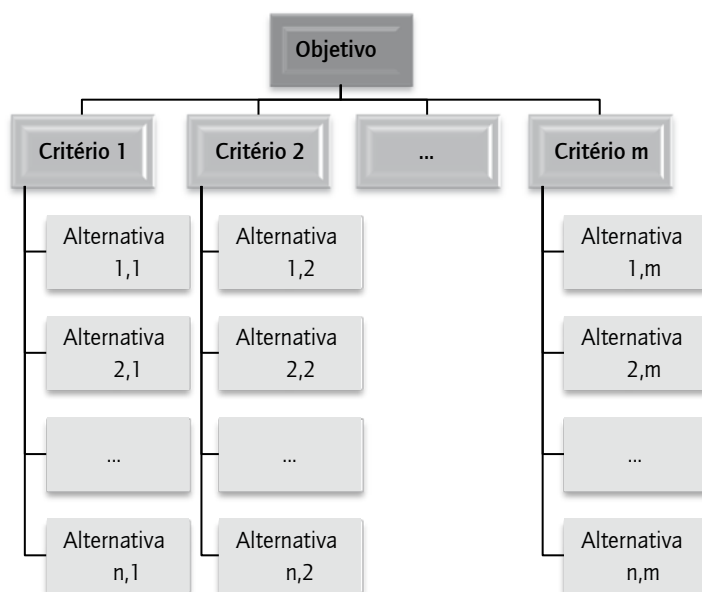 Objetivo
Critério 1
Critério 2
...
Critério m
Alternativa
1,1
Alternativa
1,2
Alternativa
1,m
Alternativa
2,1
Alternativa
2,2
Alternativa
2,m
...
...
...
Alternativa
n,1
Alternativa
n,2
Alternativa
n,m